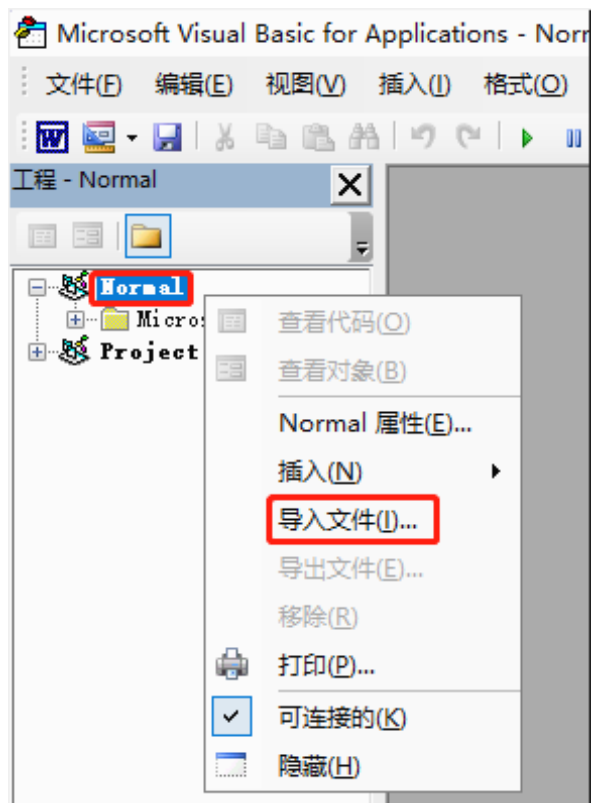 Microsoft Visual Basic for Applications - Norr
文件(F) 编辑(E) 视图(V) 插入(I) 格式(O)
工程 - Normal
Normal
Micro
Project
查看代码(O)
查看对象(B)
Normal 属性(E)...
插入(N)
导入文件(I)...
导出文件(E)...
移除(R)
打印(P)...
可连接的(K)
隐藏(H)